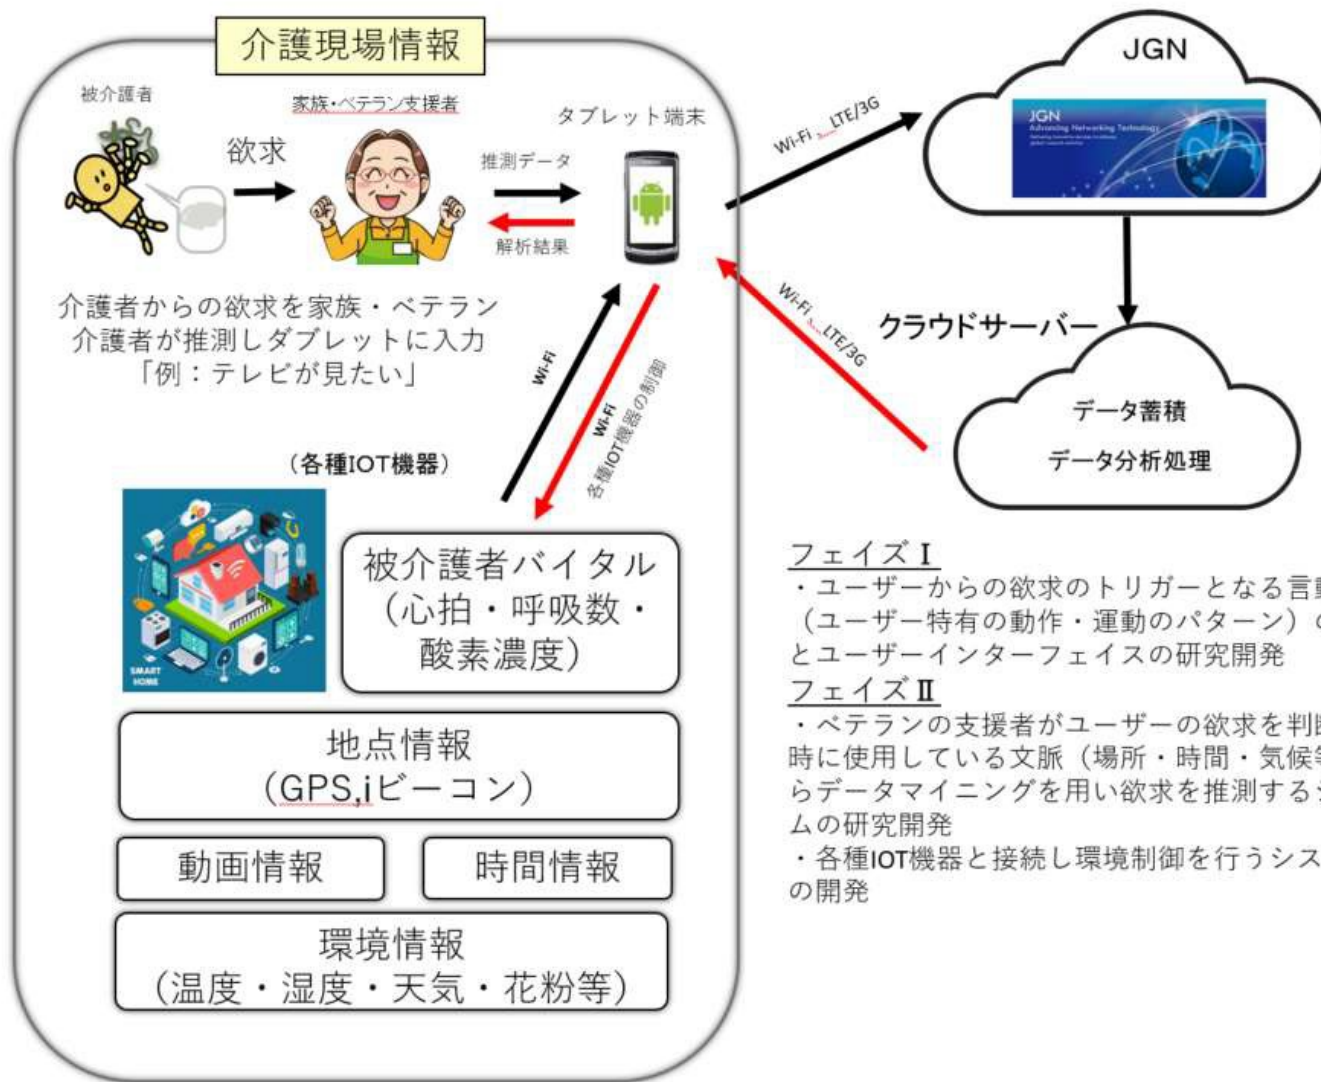 介護現場情報
被介護者
欲求
家族・ベテラン支援者
推測データ
解析結果
タブレット端末
介護者からの欲求を家族・ベテラン
介護者が推測しダブレットに入力
「例：テレビが見たい」
Wi-Fi
Wi-Fi
各種IOT機器の制御
（各種IOT機器）
SMART
HOME
被介護者バイタル
（心拍・呼吸数・
酸素濃度）
地点情報
（GPS,iビーコン）
動画情報
時間情報
環境情報
（温度・湿度・天気・花粉等）
Wi-Fi LTE/3G
JGN
JGN
Advancing Networking Technology
Wi-Fi LTE/3G
クラウドサーバー
データ蓄積
データ分析処理
フェイズⅠ
・ユーザーからの欲求のトリガーとなる言動
（ユーザー特有の動作・運動のパターン）の
とユーザーインターフェイスの研究開発
フェイズⅡ
・ベテランの支援者がユーザーの欲求を判断
時に使用している文脈（場所・時間・気候等
らデータマイニングを用い欲求を推測するシ
ムの研究開発
・各種IOT機器と接続し環境制御を行うシス
の開発